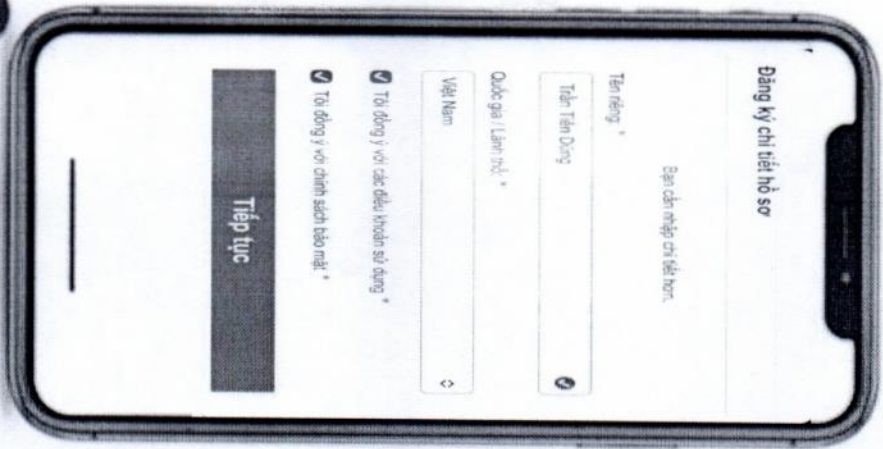 Đăng ký chi tiết hồ sơ
Bạn cần nhập chi tiết hơn.
Tên riêng. *
Trần Tiến Dũng
Quốc gia / Lãnh thổ. *
Việt Nam
Tôi đồng ý với các điều khoản sử dụng *
Tôi đồng ý với chính sách bảo mật *
Tiếp tục